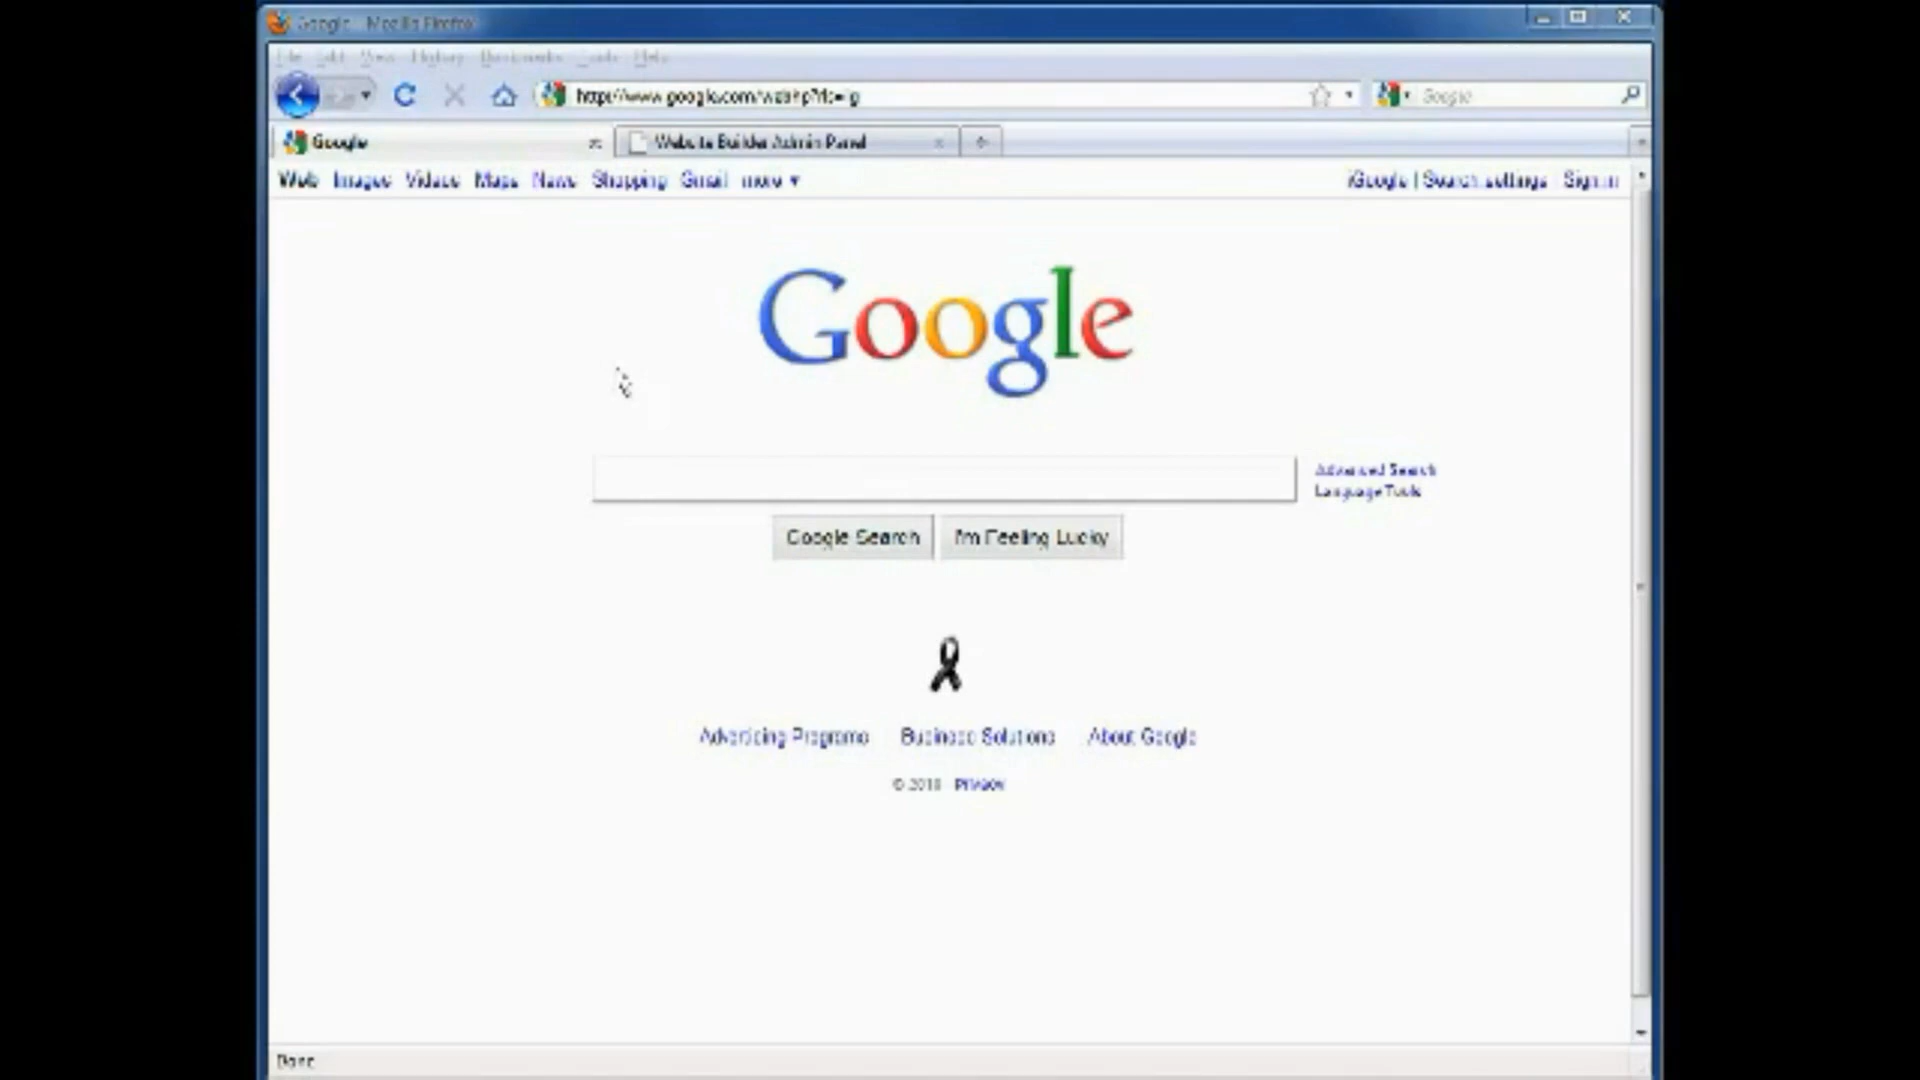 Google - Mozilla Firefox
File Edit View History Bookmarks Tools Help
http://www.google.com/webhp?rls=ig
Google
Google
Website Builder Admin Panel
Web Images Videos Maps News Shopping Gmail more ▼
iGoogle | Search settings | Sign in
Google
Advanced Search
Language Tools
Google Search
I'm Feeling Lucky
Advertising Programs Business Solutions About Google
© 2010 - Privacy
Done